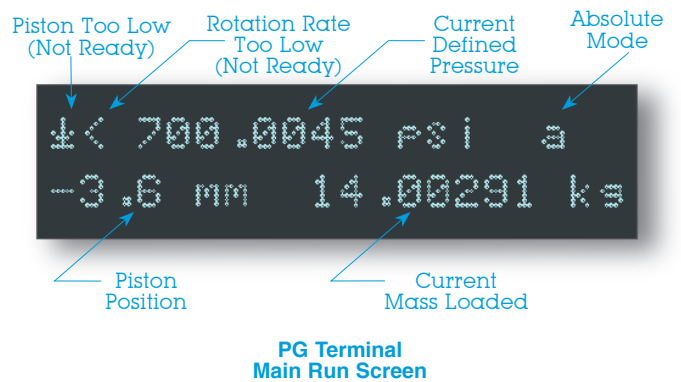 Piston Too Low
(Not Ready)
Rotation Rate
Too Low
(Not Ready)
Current
Defined
Pressure
Absolute
Mode
< 700.0045 psi a
-3.6 mm 14.00291 kg
Piston
Position
Current
Mass Loaded
PG Terminal
Main Run Screen